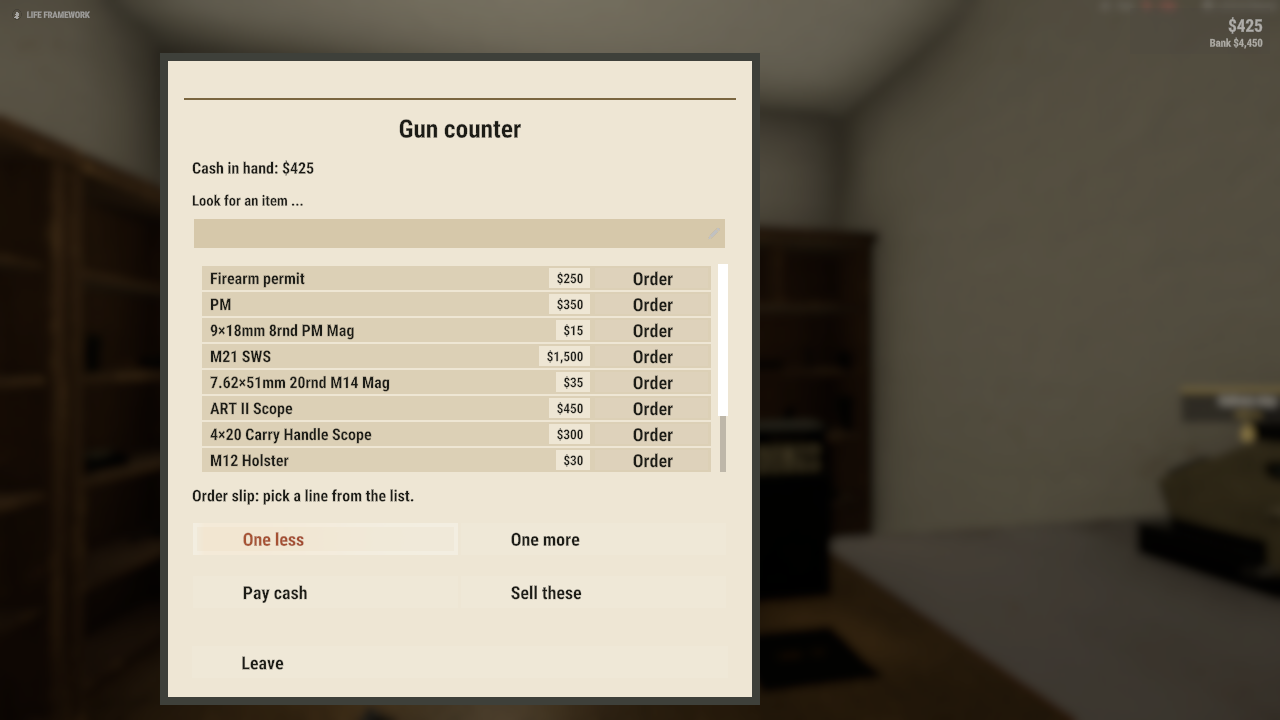 LIFE FRAMEWORK
$425
Bank $4,450
Gun counter
Cash in hand: $425
Look for an item ...
Firearm permit $250 Order
PM $350 Order
9×18mm 8rnd PM Mag $15 Order
M21 SWS $1,500 Order
7.62×51mm 20rnd M14 Mag $35 Order
ART II Scope $450 Order
4×20 Carry Handle Scope $300 Order
M12 Holster $30 Order
Order slip: pick a line from the list.
One less One more
Pay cash Sell these
Leave